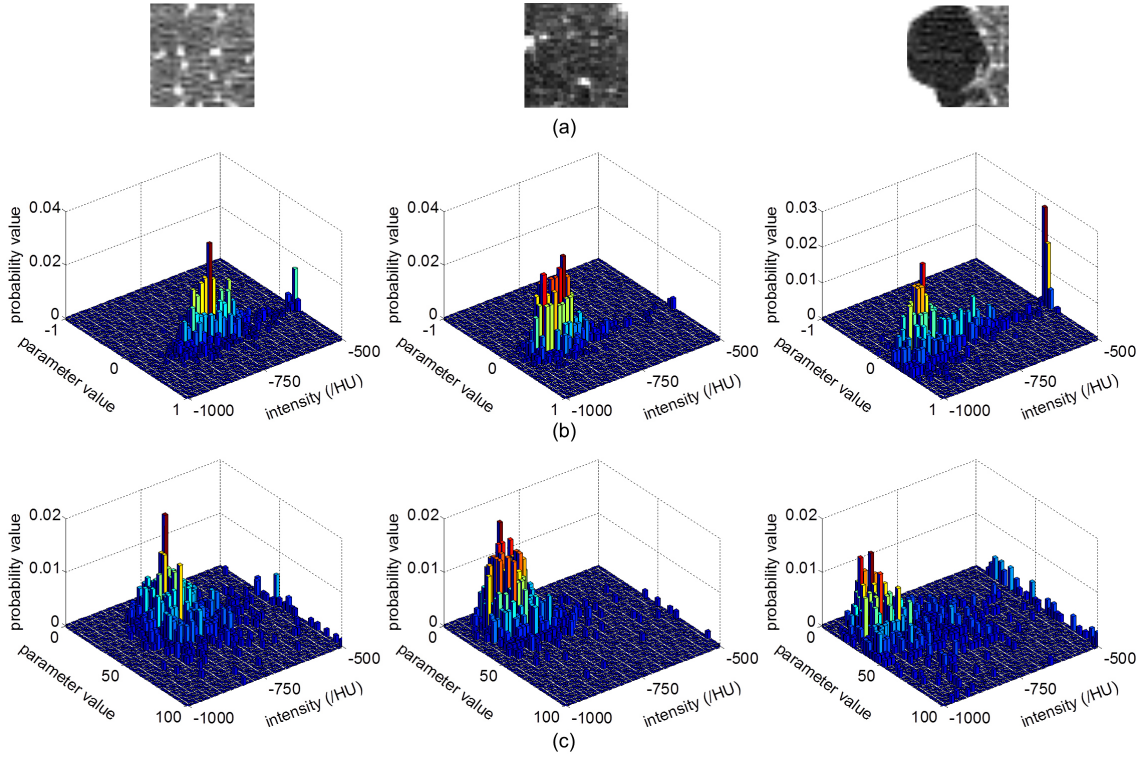 (a)
probability value
0.04
0.02
0
-1
0
1
parameter value
-1000
-750
-500
intensity (/HU)
probability value
0.04
0.02
0
-1
0
1
parameter value
-1000
-750
-500
intensity (/HU)
probability value
0.03
0.02
0.01
0
-1
0
1
parameter value
-1000
-750
-500
intensity (/HU)
(b)
probability value
0.02
0.01
0
0
50
100
parameter value
-1000
-750
-500
intensity (/HU)
probability value
0.02
0.01
0
0
50
100
parameter value
-1000
-750
-500
intensity (/HU)
probability value
0.02
0.01
0
0
50
100
parameter value
-1000
-750
-500
intensity (/HU)
(c)